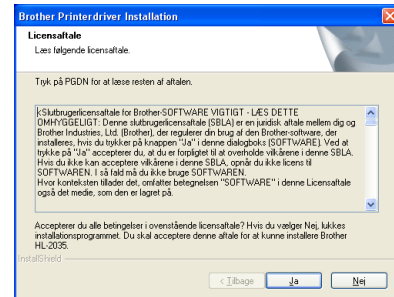 Brother Printerdriver Installation
Licensaftale
Læs følgende licensaftale.
Tryk på PGDN for at læse resten af aftalen.
kSlutbrugerlicensaftale for Brother-SOFTWARE VIGTIGT - LÆS DETTE
OMHYGGELIGT: Denne slutbrugerlicensaftale (SBLA) er en juridisk aftale mellem dig og
Brother Industries, Ltd. (Brother), der regulerer din brug af den Brother-software, der
installeres, hvis du trykker på knappen "Ja" i denne dialogboks (SOFTWARE). Ved at
trykke på "Ja" accepterer du, at du er forpligtet til at overholde vilkårene i denne SBLA.
Hvis du ikke kan acceptere vilkårene i denne SBLA, opnår du ikke licens til
SOFTWAREN. I så fald må du ikke bruge SOFTWAREN.
Hvor konteksten tillader det, omfatter betegnelsen "SOFTWARE" i denne Licensaftale
også det medie, som den er lagret på.
Accepterer du alle betingelser i ovenstående licensaftale? Hvis du vælger Nej, lukkes
installationsprogrammet. Du skal acceptere denne aftale for at kunne installere Brother
HL-2035.
InstallShield
< Tilbage Ja Nej